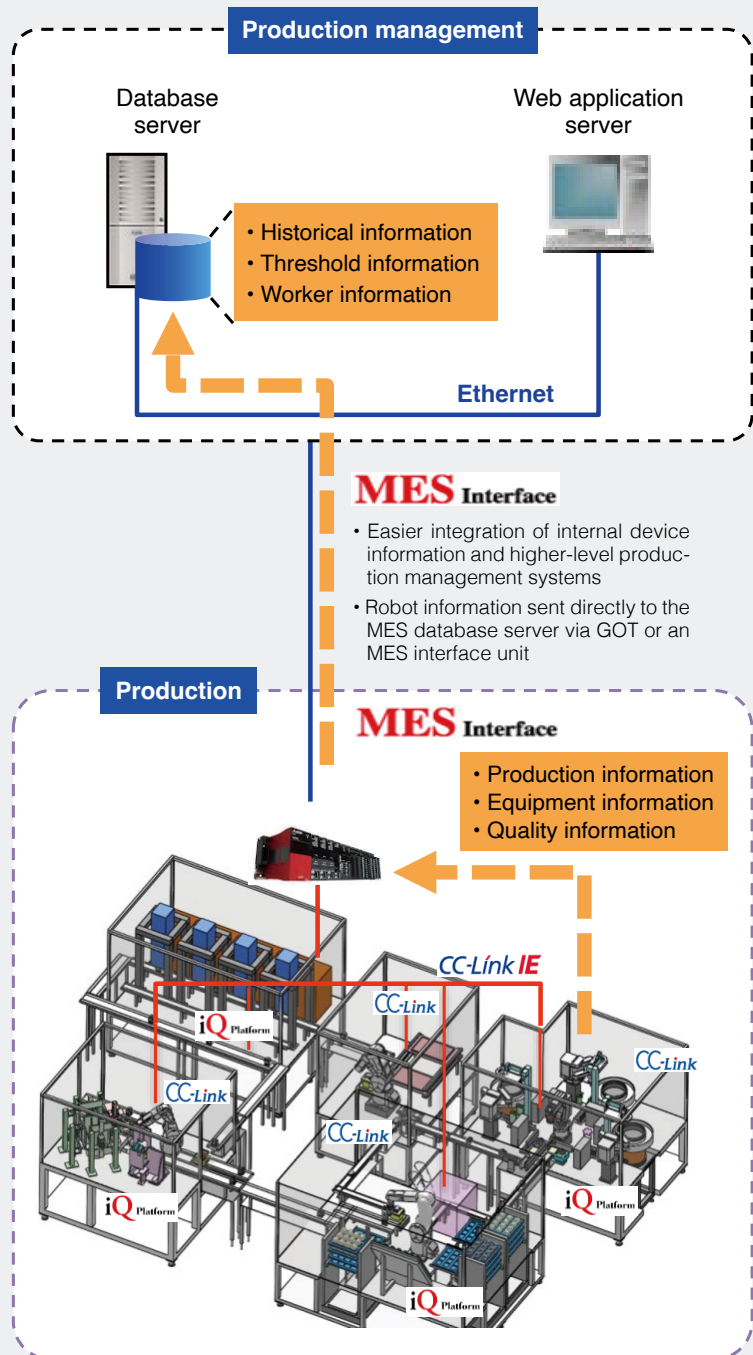 Production management
Database
server
Web application
server
• Historical information
• Threshold information
• Worker information
Ethernet
MES Interface
• Easier integration of internal device
information and higher-level produc-
tion management systems
• Robot information sent directly to the
MES database server via GOT or an
MES interface unit
Production
MES Interface
• Production information
• Equipment information
• Quality information
CC-Link IE
CC-Link
iQ Platform
CC-Link
CC-Link
CC-Link
iQ Platform
iQ Platform
iQ Platform